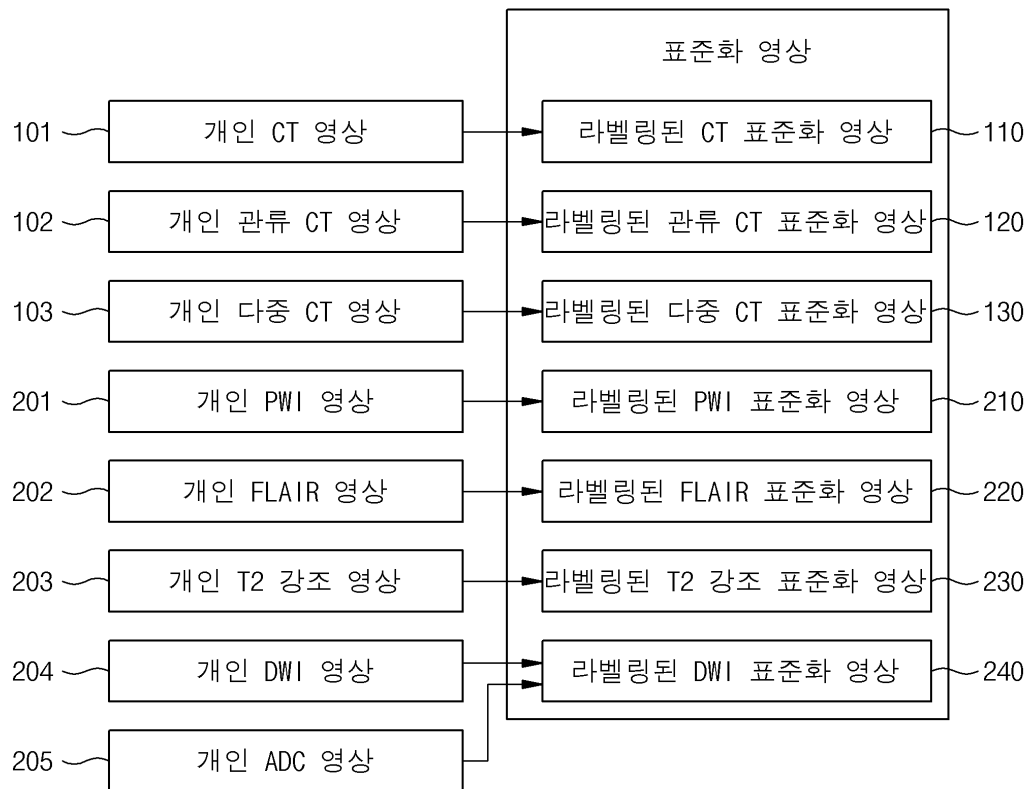 표준화 영상
101 개인 CT 영상 라벨링된 CT 표준화 영상 110
102 개인 관류 CT 영상 라벨링된 관류 CT 표준화 영상 120
103 개인 다중 CT 영상 라벨링된 다중 CT 표준화 영상 130
201 개인 PWI 영상 라벨링된 PWI 표준화 영상 210
202 개인 FLAIR 영상 라벨링된 FLAIR 표준화 영상 220
203 개인 T2 강조 영상 라벨링된 T2 강조 표준화 영상 230
204 개인 DWI 영상 라벨링된 DWI 표준화 영상 240
205 개인 ADC 영상